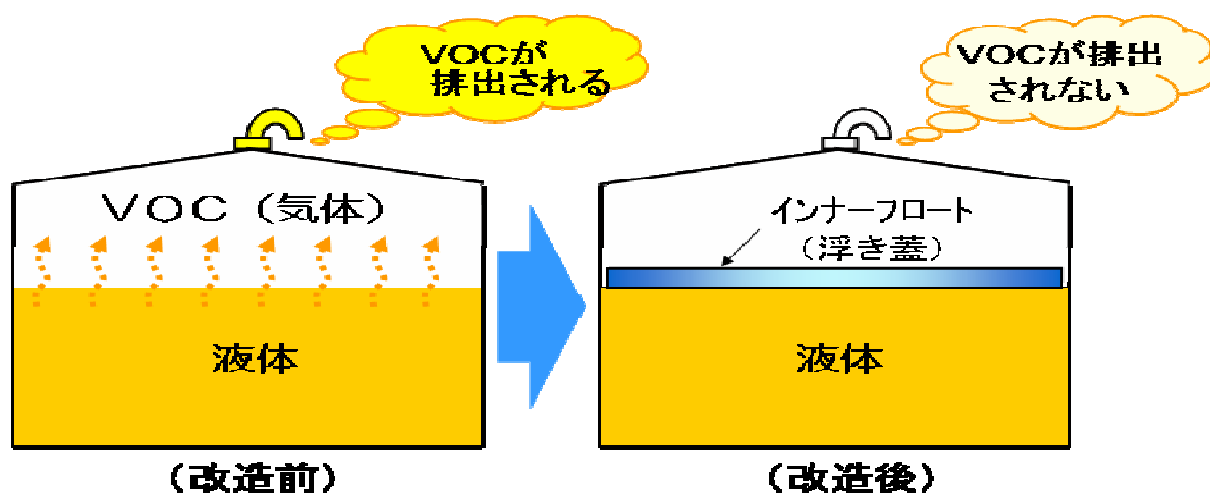 VOCが
排出される
VOC（気体）
液体
（改造前）
VOCが排出
されない
インナーフロート
（浮き蓋）
液体
（改造後）